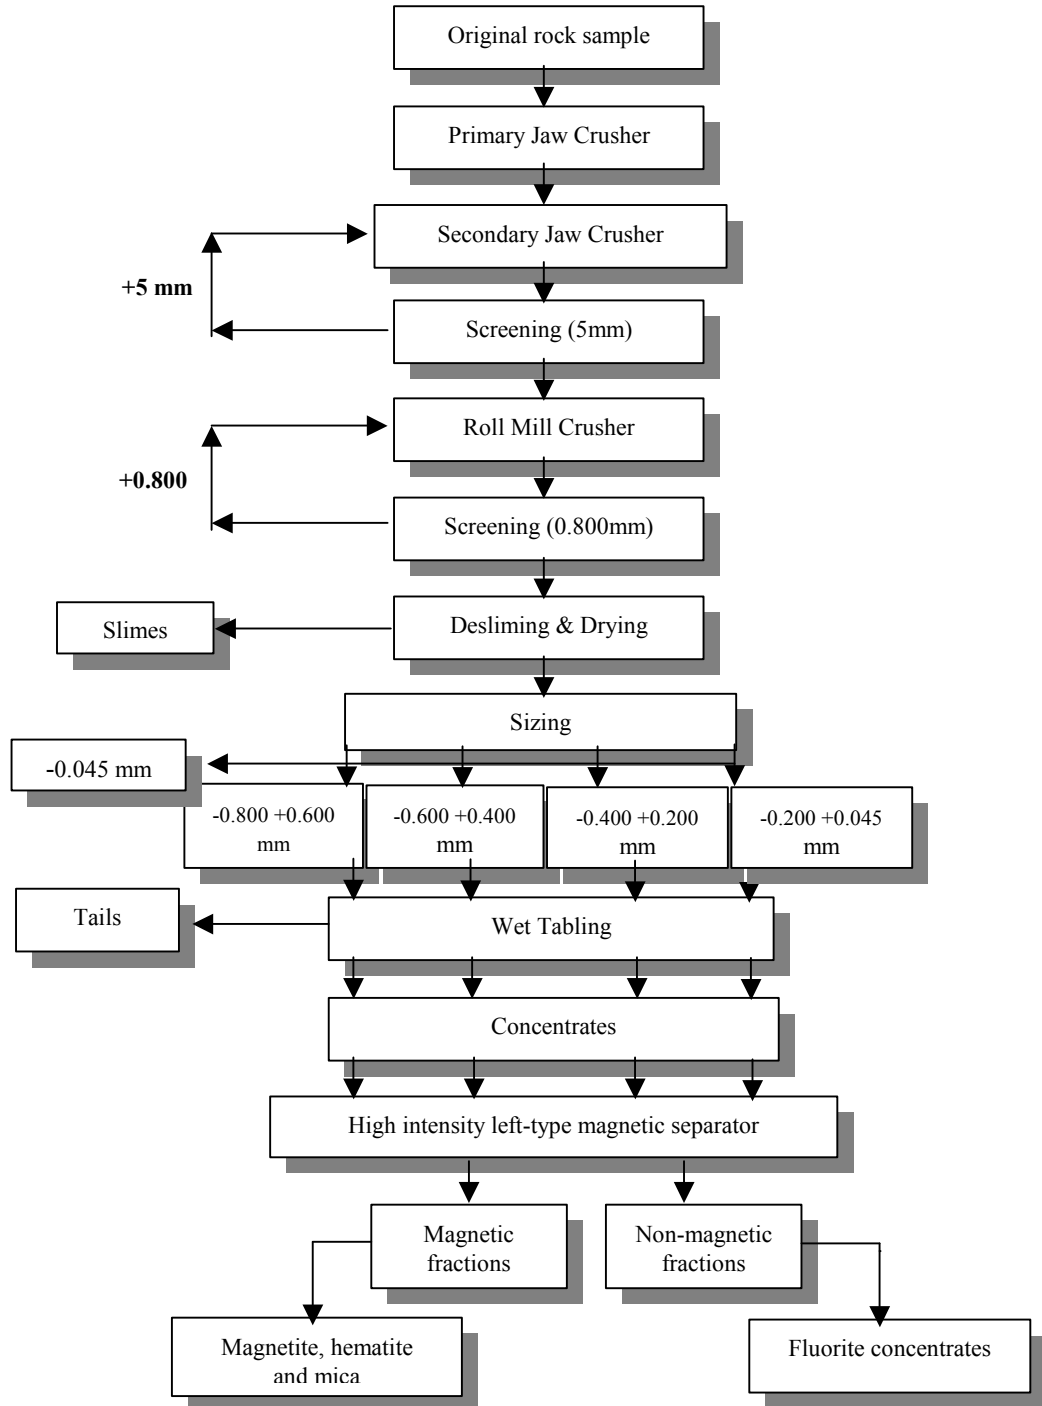 Original rock sample
Primary Jaw Crusher
Secondary Jaw Crusher
+5 mm
Screening (5mm)
Roll Mill Crusher
+0.800
Screening (0.800mm)
Slimes
Desliming & Drying
Sizing
-0.045 mm
-0.800 +0.600
mm
-0.600 +0.400
mm
-0.400 +0.200
mm
-0.200 +0.045
mm
Tails
Wet Tabling
Concentrates
High intensity left-type magnetic separator
Magnetic
fractions
Non-magnetic
fractions
Magnetite, hematite
and mica
Fluorite concentrates